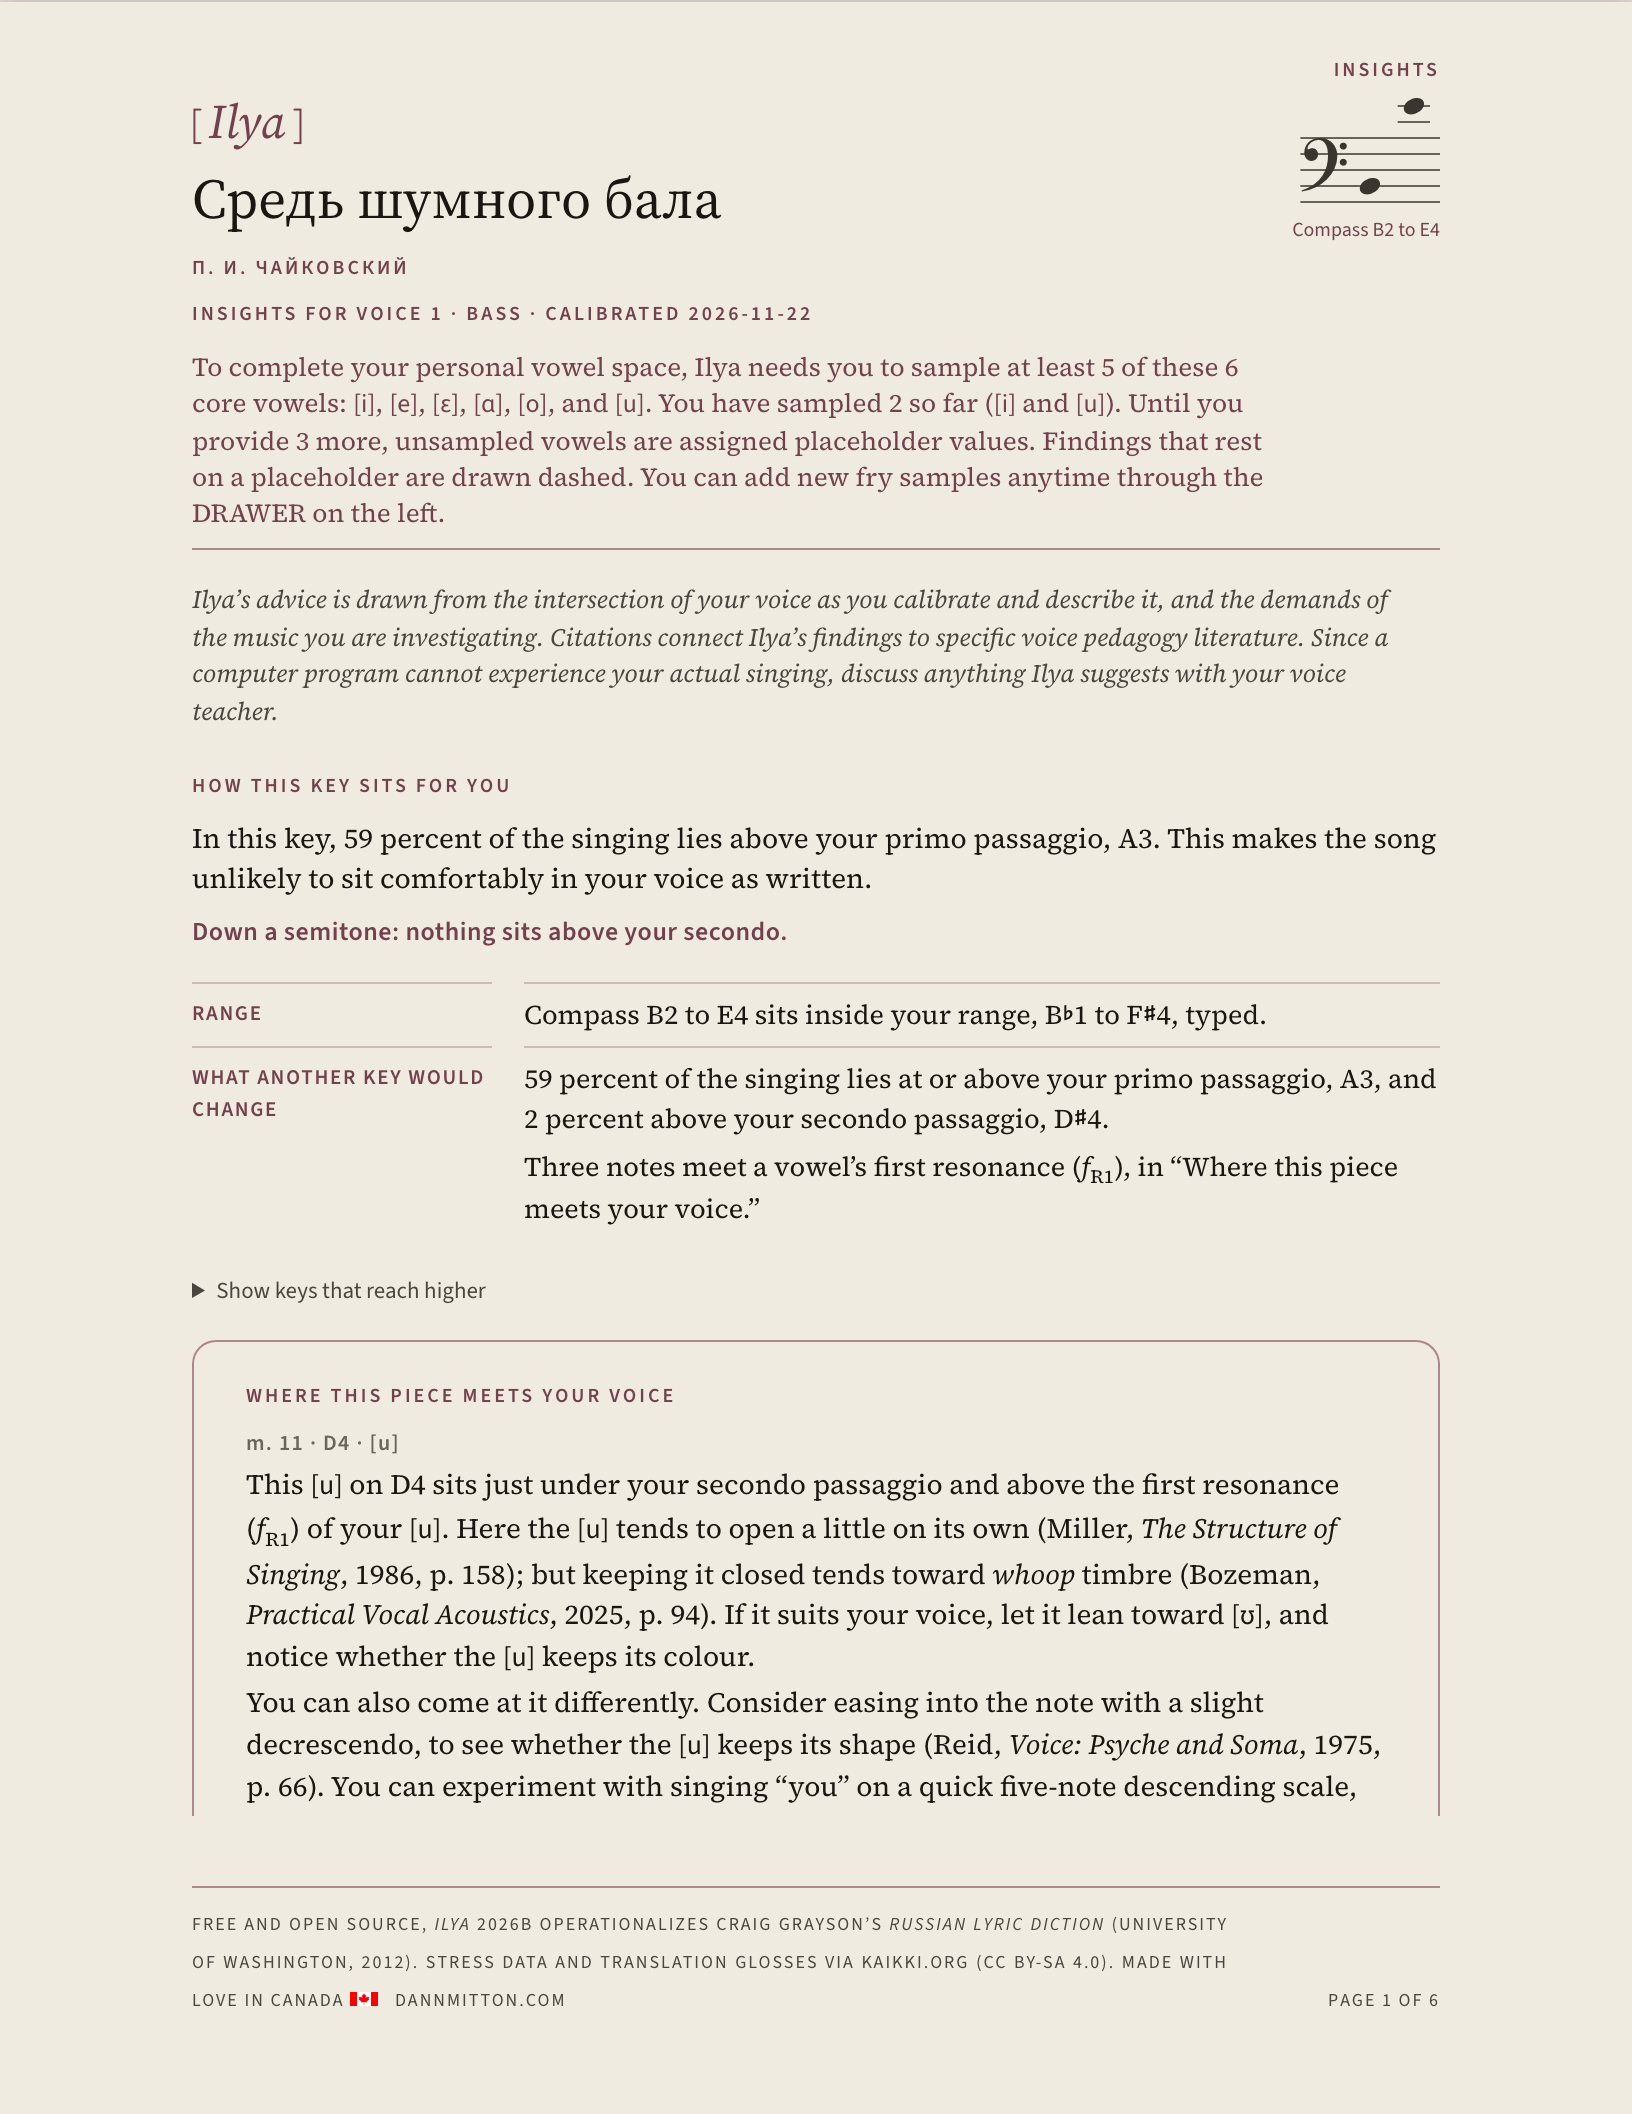 INSIGHTS
[Ilya]
Средь шумного бала
Compass B2 to E4
П. И. ЧАЙКОВСКИЙ
INSIGHTS FOR VOICE 1 · BASS · CALIBRATED 2026-11-22
To complete your personal vowel space, Ilya needs you to sample at least 5 of these 6
core vowels: [i], [e], [ɛ], [ɑ], [o], and [u]. You have sampled 2 so far ([i] and [u]). Until you
provide 3 more, unsampled vowels are assigned placeholder values. Findings that rest
on a placeholder are drawn dashed. You can add new fry samples anytime through the
DRAWER on the left.
Ilya’s advice is drawn from the intersection of your voice as you calibrate and describe it, and the demands of
the music you are investigating. Citations connect Ilya’s findings to specific voice pedagogy literature. Since a
computer program cannot experience your actual singing, discuss anything Ilya suggests with your voice
teacher.
HOW THIS KEY SITS FOR YOU
In this key, 59 percent of the singing lies above your primo passaggio, A3. This makes the song
unlikely to sit comfortably in your voice as written.
Down a semitone: nothing sits above your secondo.
RANGE
Compass B2 to E4 sits inside your range, B♭1 to F♯4, typed.
WHAT ANOTHER KEY WOULD
CHANGE
59 percent of the singing lies at or above your primo passaggio, A3, and
2 percent above your secondo passaggio, D♯4.
Three notes meet a vowel’s first resonance (fR1), in “Where this piece
meets your voice.”
▶ Show keys that reach higher
WHERE THIS PIECE MEETS YOUR VOICE
m. 11 · D4 · [u]
This [u] on D4 sits just under your secondo passaggio and above the first resonance
(fR1) of your [u]. Here the [u] tends to open a little on its own (Miller, The Structure of
Singing, 1986, p. 158); but keeping it closed tends toward whoop timbre (Bozeman,
Practical Vocal Acoustics, 2025, p. 94). If it suits your voice, let it lean toward [ʊ], and
notice whether the [u] keeps its colour.
You can also come at it differently. Consider easing into the note with a slight
decrescendo, to see whether the [u] keeps its shape (Reid, Voice: Psyche and Soma, 1975,
p. 66). You can experiment with singing “you” on a quick five-note descending scale,
FREE AND OPEN SOURCE, ILYA 2026B OPERATIONALIZES CRAIG GRAYSON’S RUSSIAN LYRIC DICTION (UNIVERSITY
OF WASHINGTON, 2012). STRESS DATA AND TRANSLATION GLOSSES VIA KAIKKI.ORG (CC BY-SA 4.0). MADE WITH
LOVE IN CANADA 🇨🇦 DANNMITTON.COM
PAGE 1 OF 6